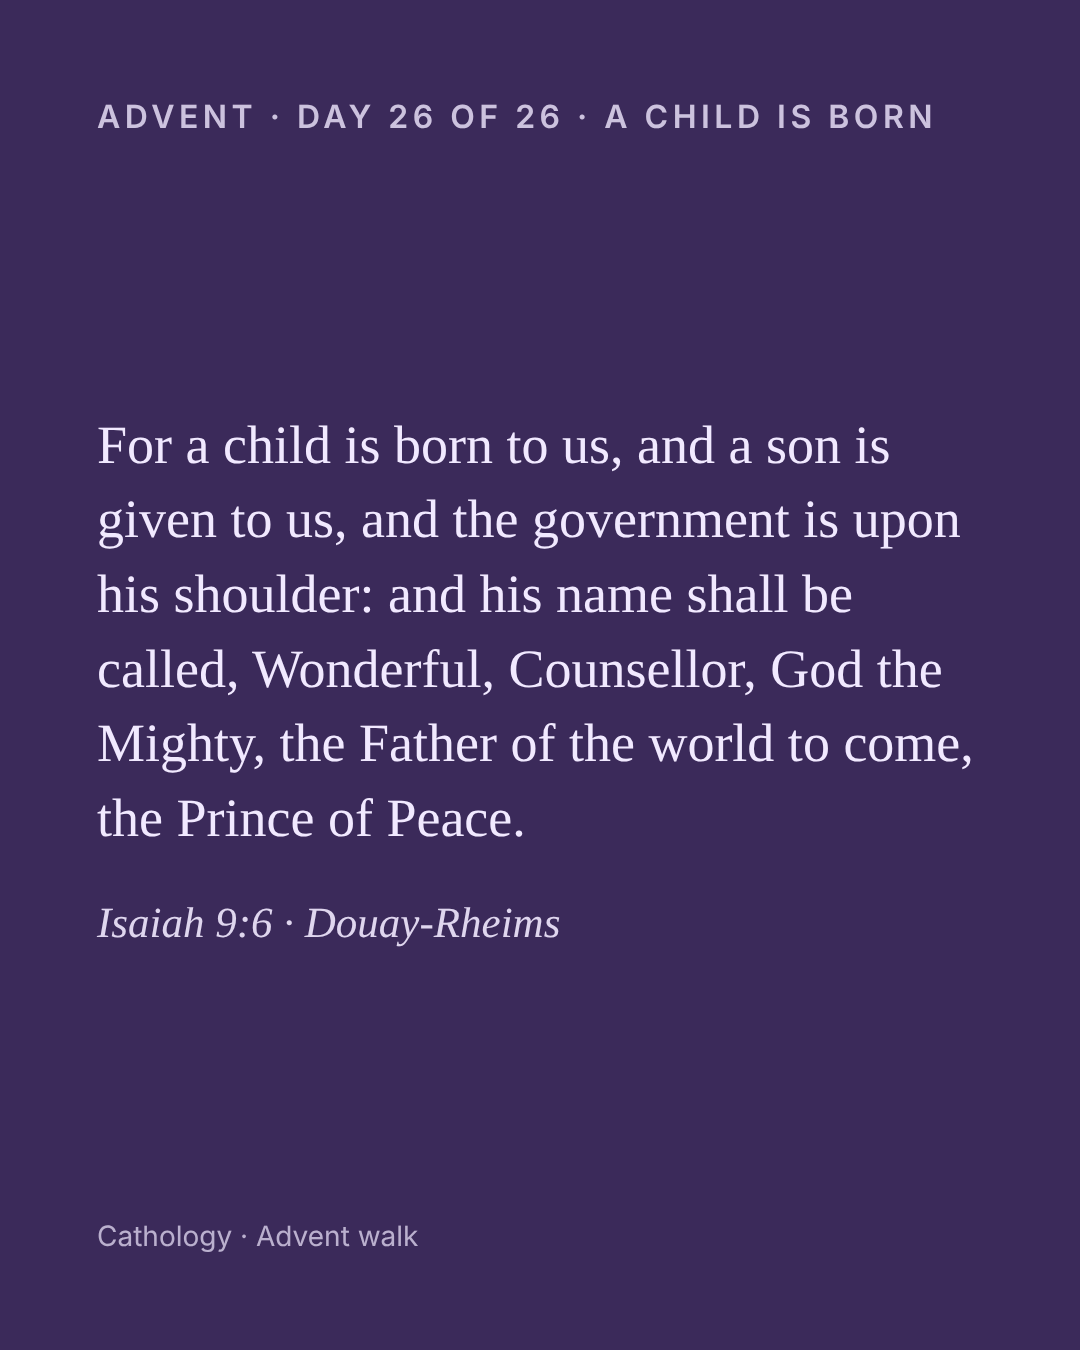 ADVENT · DAY 26 OF 26 · A CHILD IS BORN
For a child is born to us, and a son is
given to us, and the government is upon
his shoulder: and his name shall be
called, Wonderful, Counsellor, God the
Mighty, the Father of the world to come,
the Prince of Peace.
Isaiah 9:6 · Douay-Rheims
Cathology · Advent walk